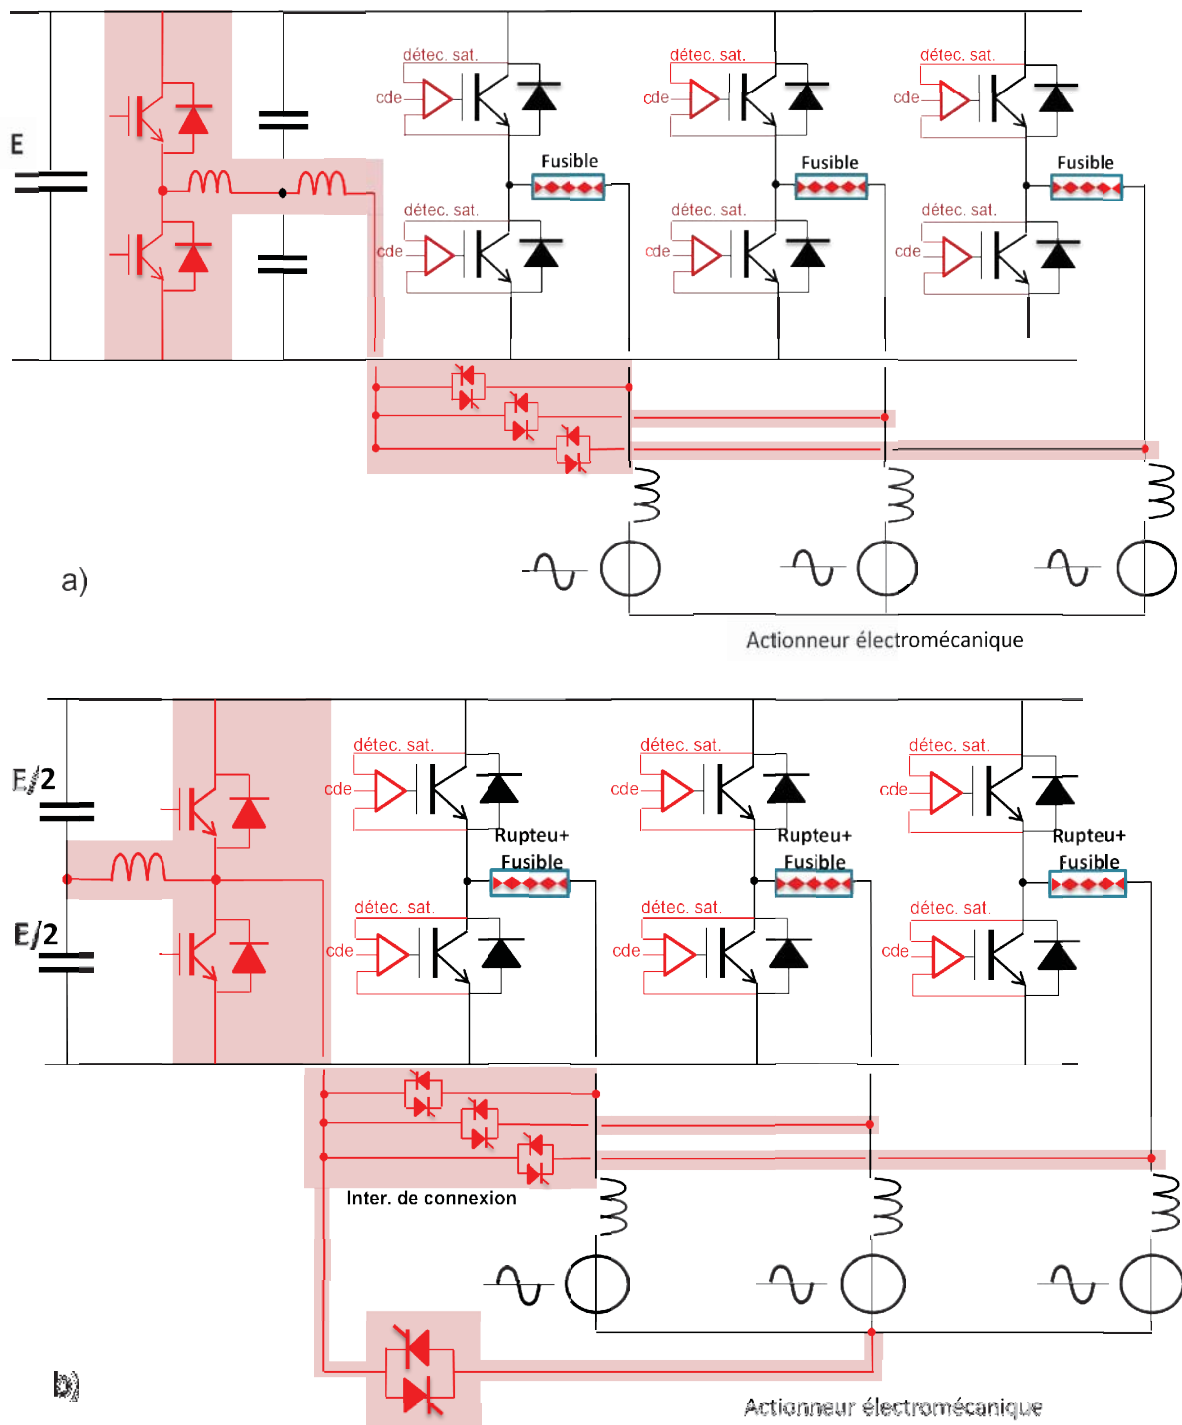 détec. sat.
détec. sat.
détec. sat.
cde
cde
cde
E
Fusible
Fusible
Fusible
détec. sat.
détec. sat.
détec. sat.
cde
cde
cde
a)
Actionneur électromécanique
détec. sat.
détec. sat.
détec. sat.
E/2
cde
cde
cde
Rupteu+
Fusible
Rupteu+
Fusible
Rupteu+
Fusible
détec. sat.
détec. sat.
détec. sat.
E/2
cde
cde
cde
Inter. de connexion
b)
Actionneur électromécanique